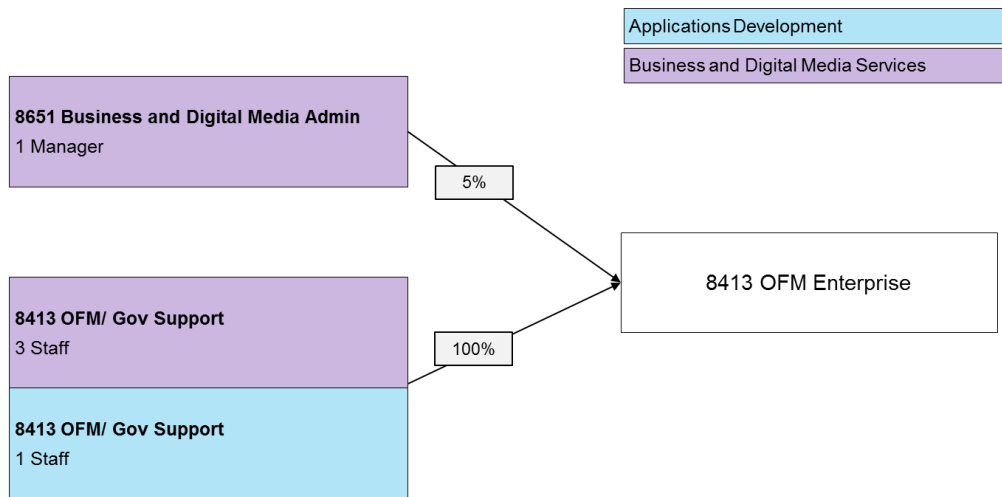 Applications Development
Business and Digital Media Services
8651 Business and Digital Media Admin
1 Manager
5%
8413 OFM Enterprise
8413 OFM/ Gov Support
3 Staff
100%
8413 OFM/ Gov Support
1 Staff